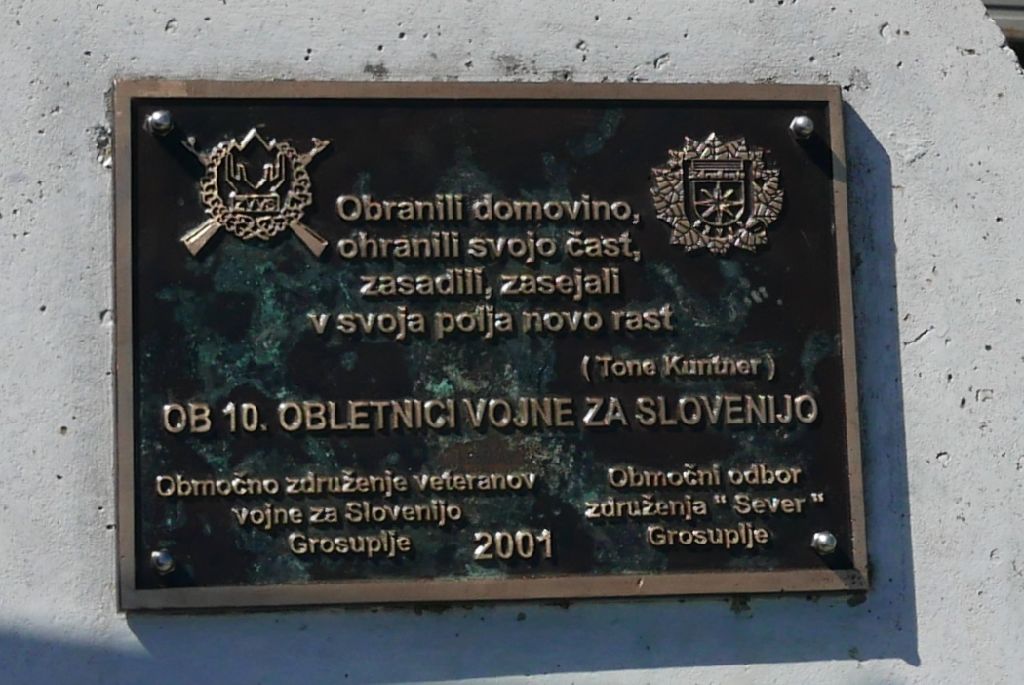 Obranili domovino,
ohranili svojo čast,
zasadili, zasejali
v svoja polja novo rast
( Tone Kuntner )
OB 10. OBLETNICI VOJNE ZA SLOVENIJO
Območno združenje veteranov
vojne za Slovenijo
Grosuplje
2001
Območni odbor
združenja " Sever "
Grosuplje